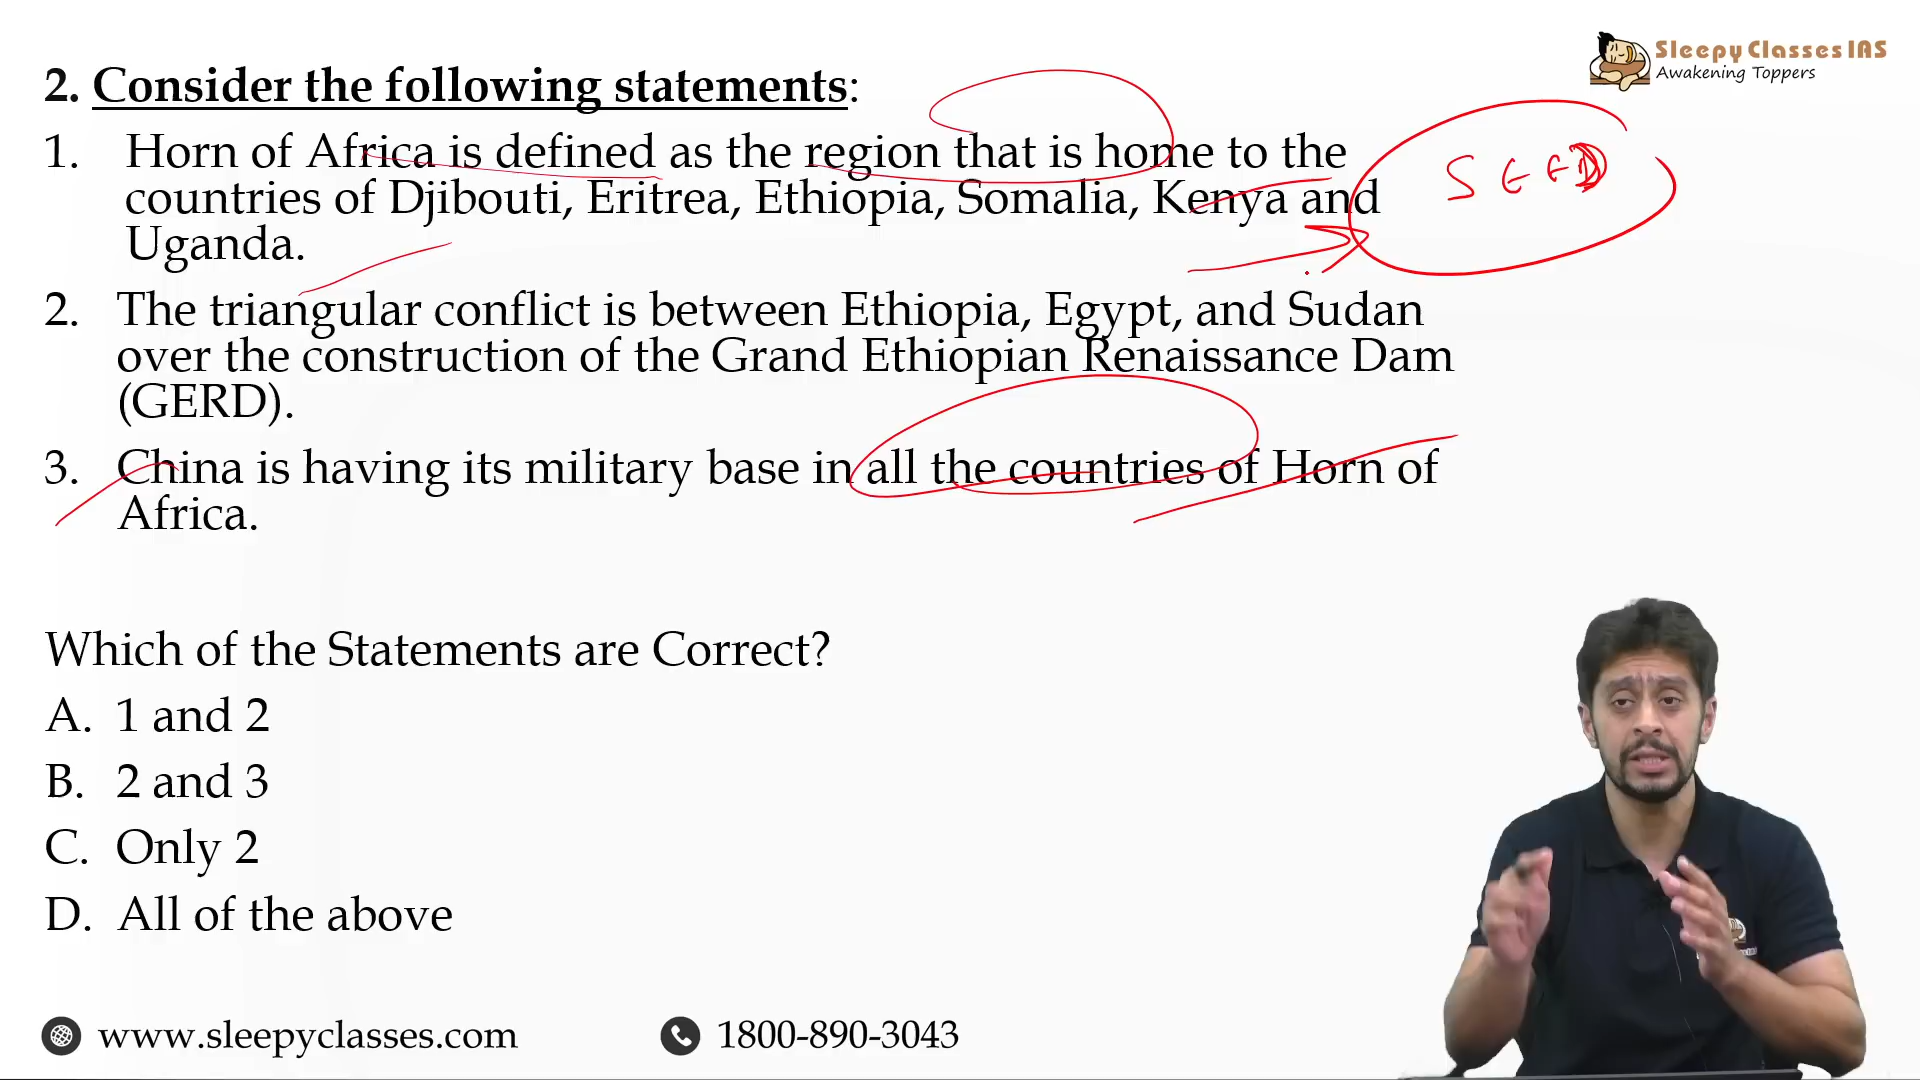 Sleepy Classes IAS
Awakening Toppers
2. Consider the following statements:
1. Horn of Africa is defined as the region that is home to the
countries of Djibouti, Eritrea, Ethiopia, Somalia, Kenya and
Uganda.
SEED
2. The triangular conflict is between Ethiopia, Egypt, and Sudan
over the construction of the Grand Ethiopian Renaissance Dam
(GERD).
3. China is having its military base in all the countries of Horn of
Africa.
Which of the Statements are Correct?
A. 1 and 2
B. 2 and 3
C. Only 2
D. All of the above
www.sleepyclasses.com
1800-890-3043